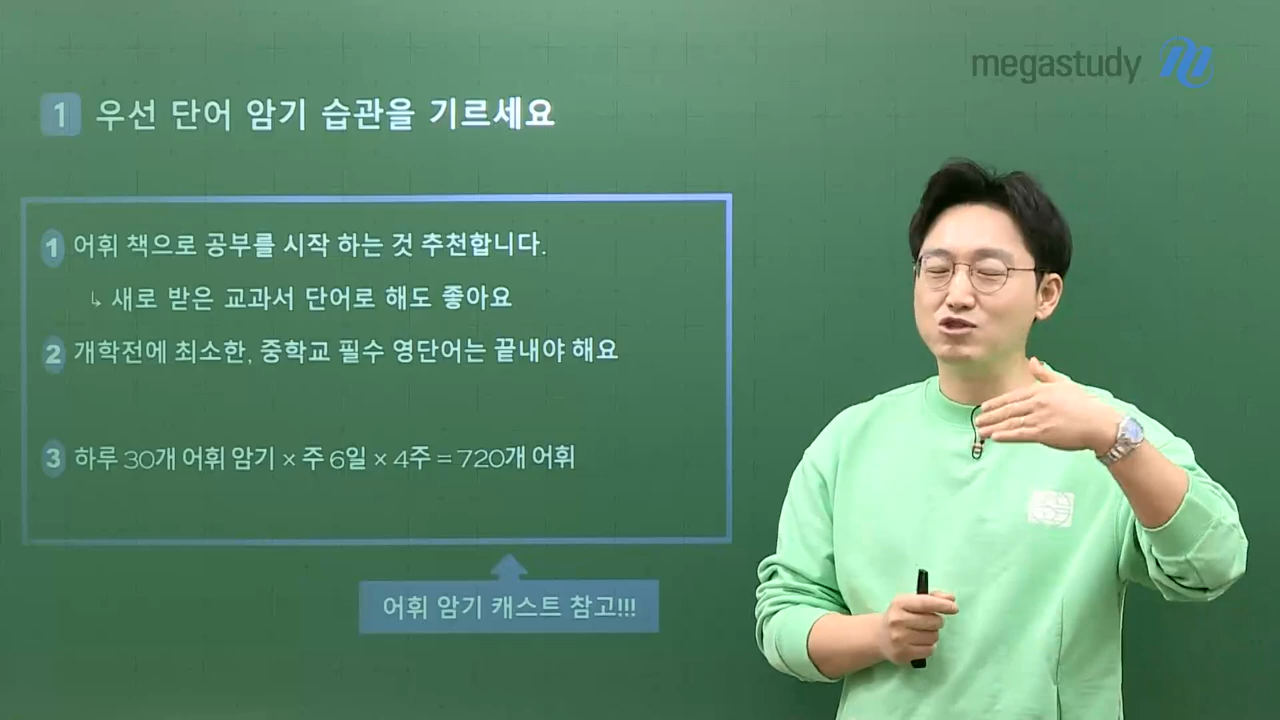 megastudy
1 우선 단어 암기 습관을 기르세요
1 어휘 책으로 공부를 시작 하는 것 추천합니다.
↳ 새로 받은 교과서 단어로 해도 좋아요
2 개학전에 최소한, 중학교 필수 영단어는 끝내야 해요
3 하루 30개 어휘 암기 × 주 6일 × 4주 = 720개 어휘
어휘 암기 캐스트 참고!!!